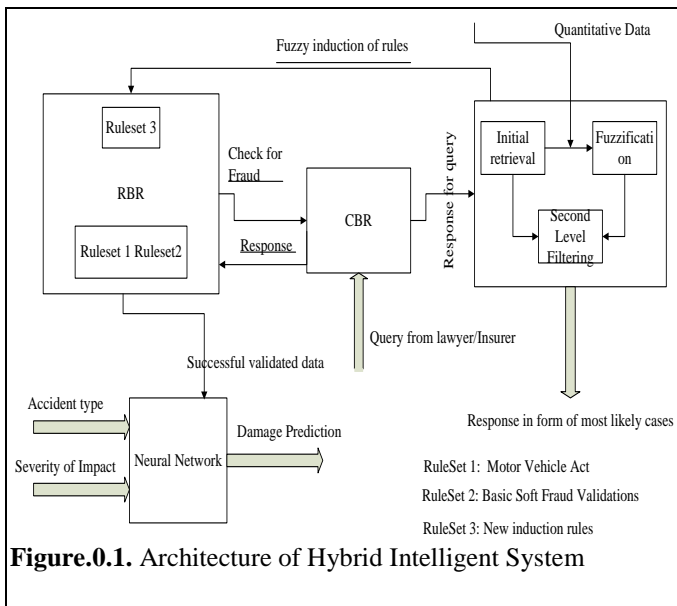 Quantitative Data
Fuzzy induction of rules
Ruleset 3
RBR
Ruleset 1 Ruleset2
Check for
Fraud
Response
CBR
Response for query
Initial
retrieval
Fuzzificati
on
Second
Level
Filtering
Query from lawyer/Insurer
Successful validated data
Accident type
Severity of Impact
Neural Network
Damage Prediction
Response in form of most likely cases
RuleSet 1: Motor Vehicle Act
RuleSet 2: Basic Soft Fraud Validations
RuleSet 3: New induction rules
Figure.0.1. Architecture of Hybrid Intelligent System